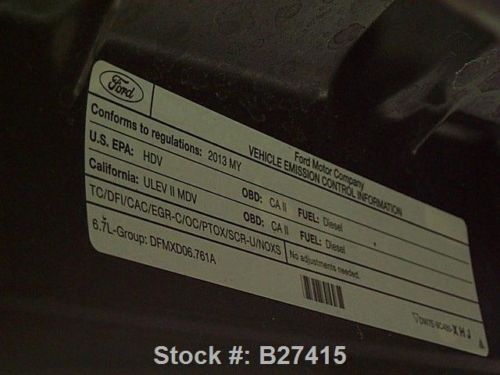 Ford
Ford Motor Company
VEHICLE EMISSION CONTROL INFORMATION
Conforms to regulations: 2013 MY
U.S. EPA: HDV OBD: CA II FUEL: Diesel
California: ULEV II MDV OBD: CA II FUEL: Diesel
TC/DFI/CAC/EGR-C/OC/PTOX/SCR-U/NOXS
No adjustments needed.
6.7L-Group: DFMXD06.761A
X H J
Stock #: B27415